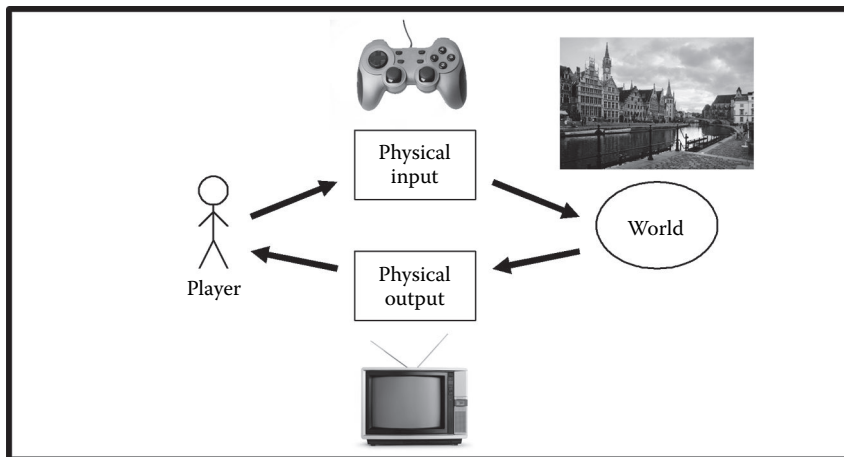 Physical
input
World
Player
Physical
output